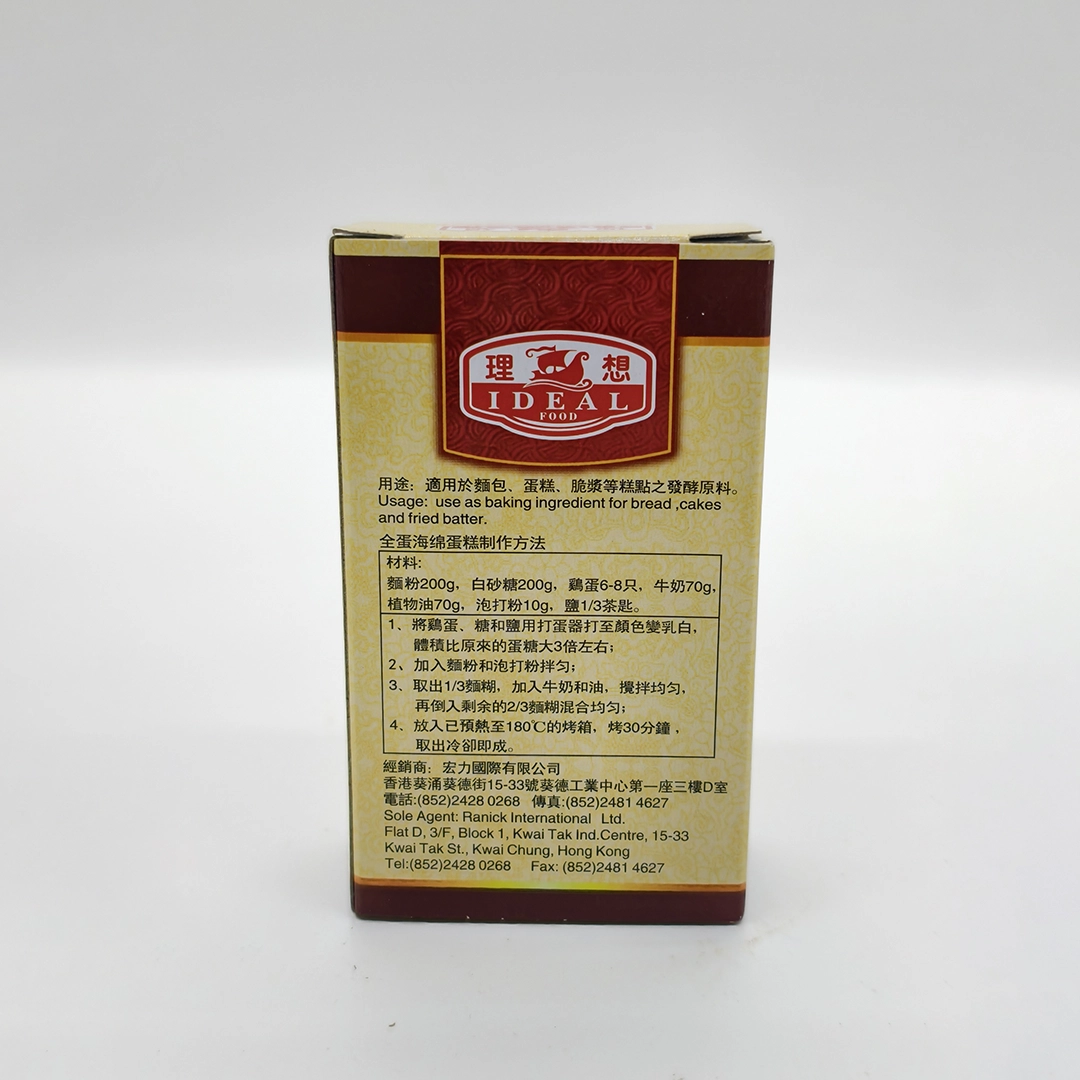 理 想
IDEAL
FOOD
用途：適用於麵包、蛋糕、脆漿等糕點之發酵原料。
Usage: use as baking ingredient for bread ,cakes
and fried batter.
全蛋海绵蛋糕制作方法
材料:
麵粉200g，白砂糖200g，鷄蛋6-8只，牛奶70g,
植物油70g，泡打粉10g，鹽1/3茶匙。
1、將鷄蛋、糖和鹽用打蛋器打至顏色變乳白，
體積比原來的蛋糖大3倍左右；
2、加入麵粉和泡打粉拌匀；
3、取出1/3麵糊，加入牛奶和油，攪拌均匀，
再倒入剩余的2/3麵糊混合均匀；
4、放入已預熱至180℃的烤箱，烤30分鐘，
取出冷卻即成。
經銷商：宏力國際有限公司
香港葵涌葵德街15-33號葵德工業中心第一座三樓D室
電話:(852)2428 0268 傳真:(852)2481 4627
Sole Agent: Ranick International Ltd.
Flat D, 3/F, Block 1, Kwai Tak Ind.Centre, 15-33
Kwai Tak St., Kwai Chung, Hong Kong
Tel:(852)2428 0268 Fax: (852)2481 4627